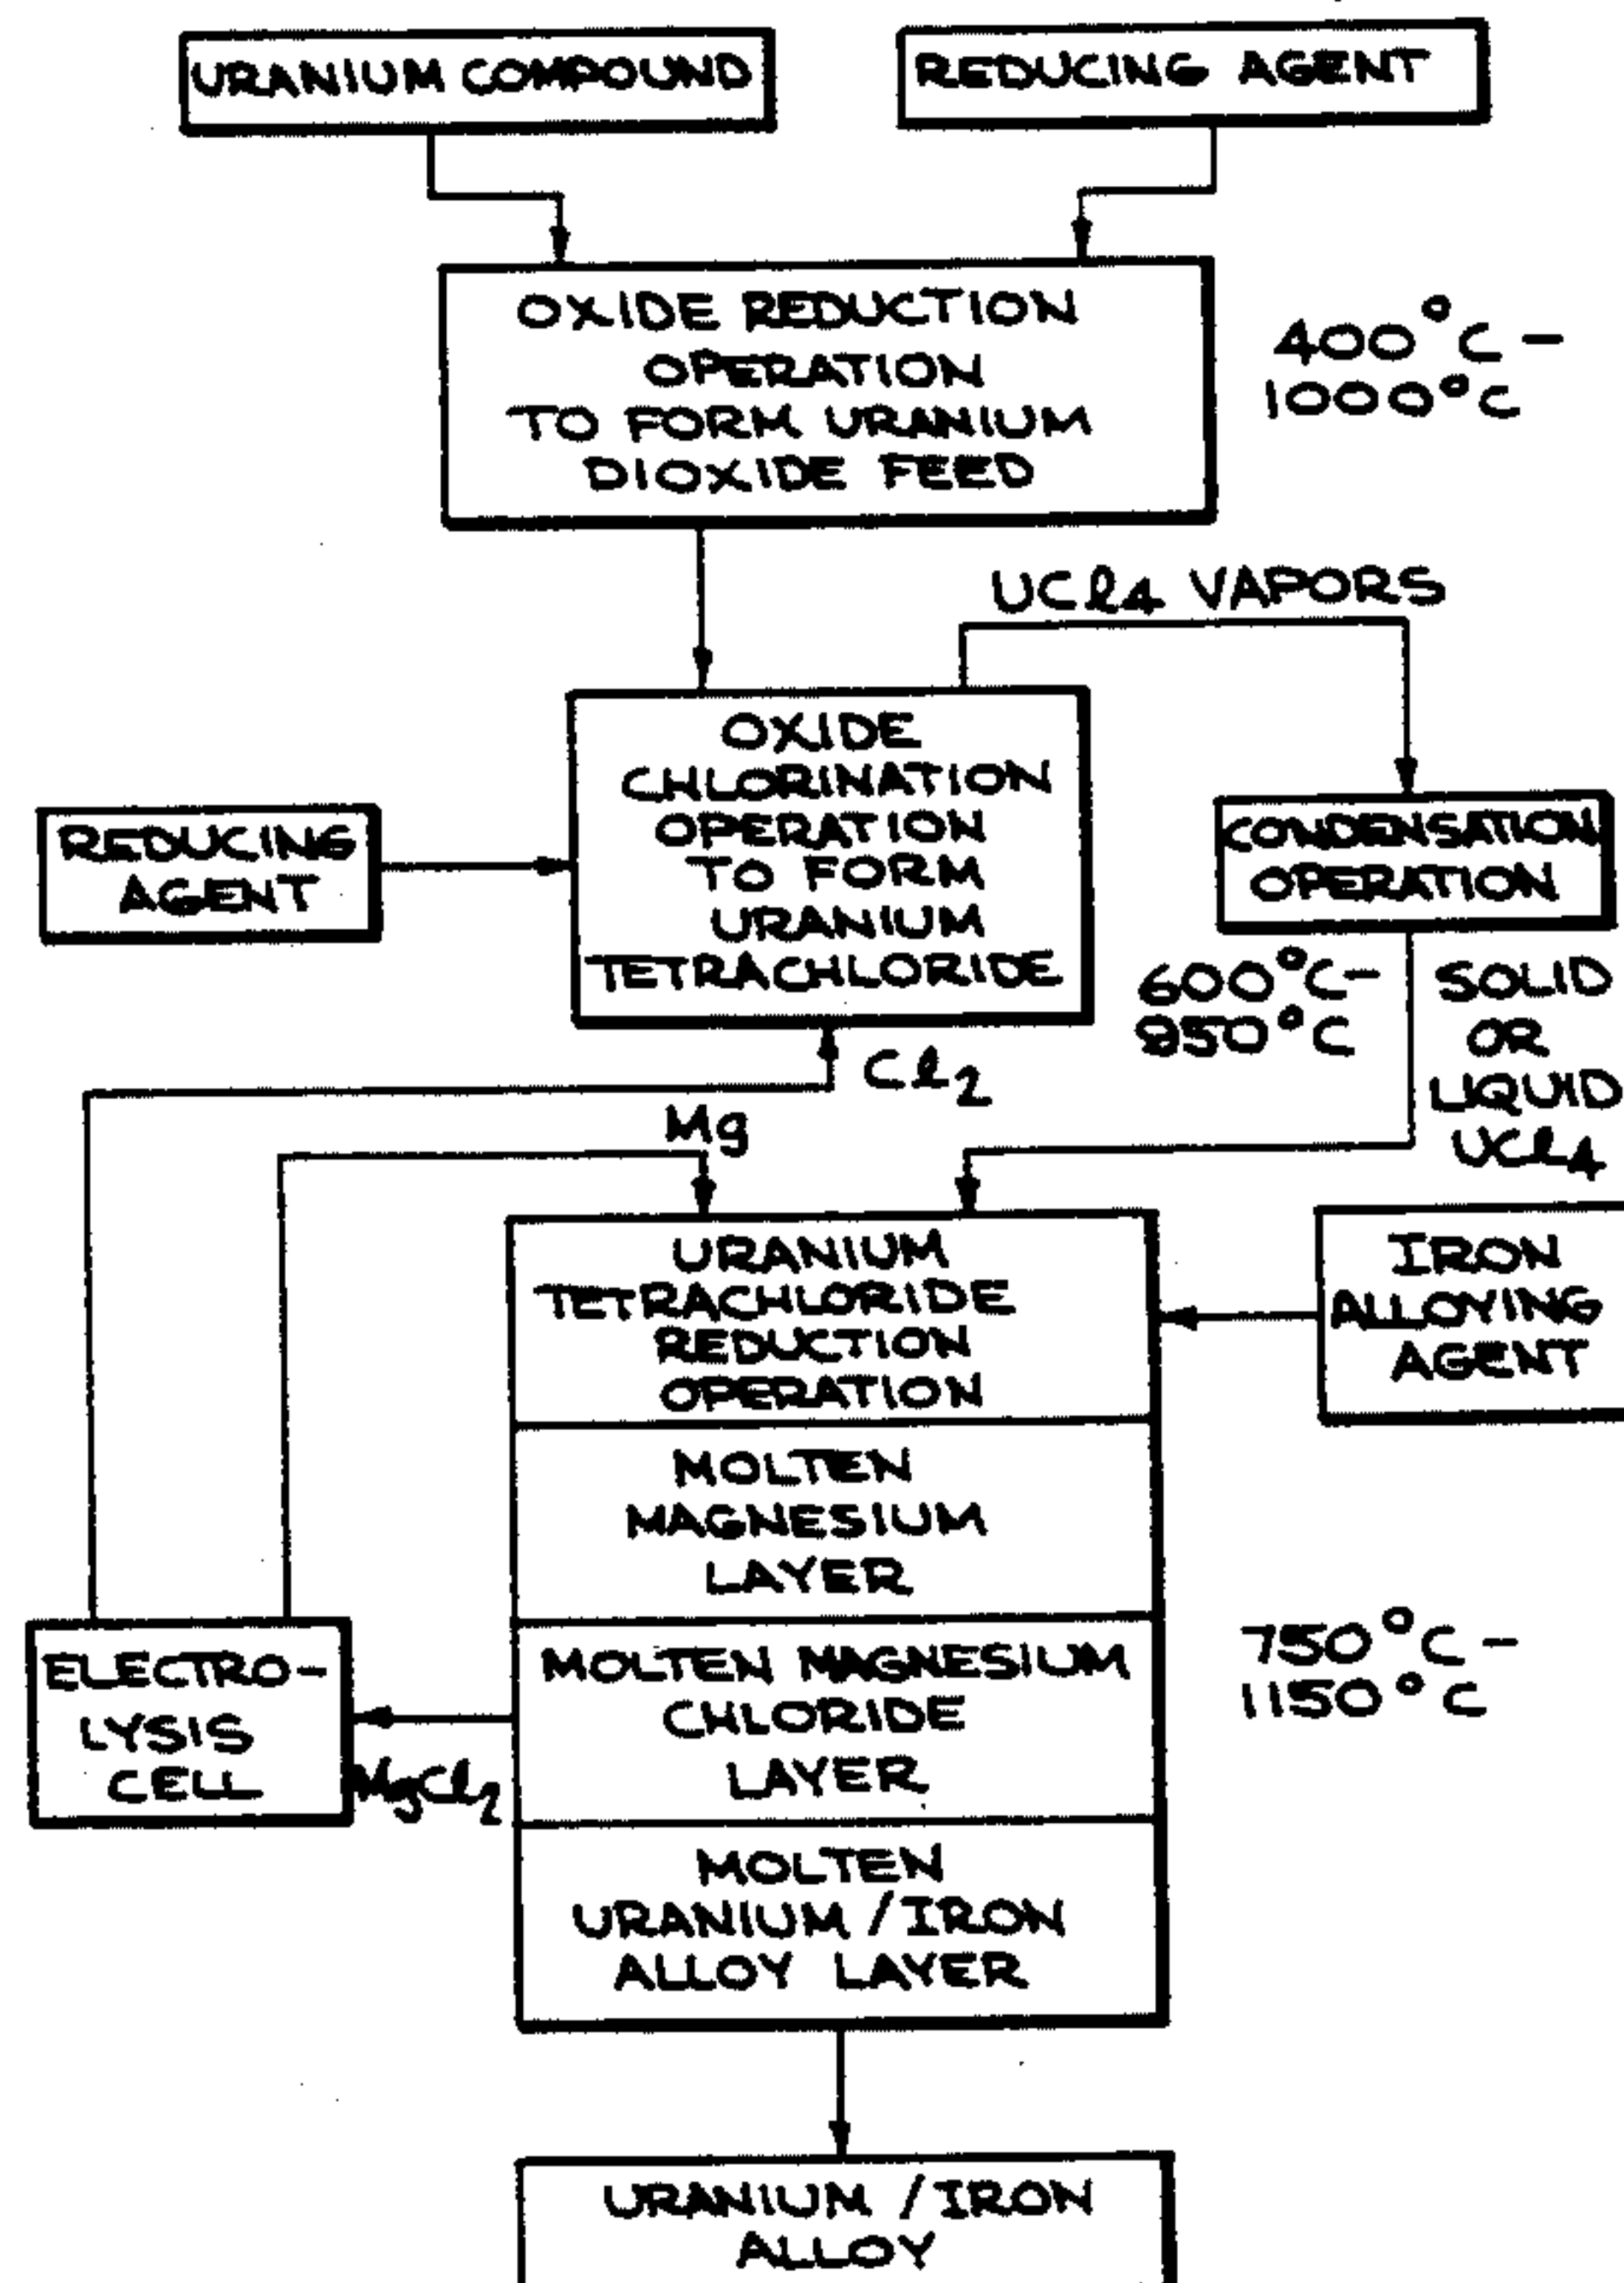 URANIUM COMPOUND
REDUCING AGENT
OXIDE REDUCTION
OPERATION
TO FORM URANIUM
DIOXIDE FEED
400°C -
1000°C
UCl4 VAPORS
OXIDE
CHLORINATION
OPERATION
TO FORM
URANIUM
TETRACHLORIDE
REDUCING
AGENT
CONDENSATION
OPERATION
600°C-
950°C
SOLID
OR
LIQUID
UCl4
Cl2
Mg
URANIUM
TETRACHLORIDE
REDUCTION
OPERATION
IRON
ALLOYING
AGENT
MOLTEN
MAGNESIUM
LAYER
ELECTRO-
LYSIS
CELL
MgCl2
MOLTEN MAGNESIUM
CHLORIDE
LAYER
750°C -
1150°C
MOLTEN
URANIUM / IRON
ALLOY LAYER
URANIUM / IRON
ALLOY